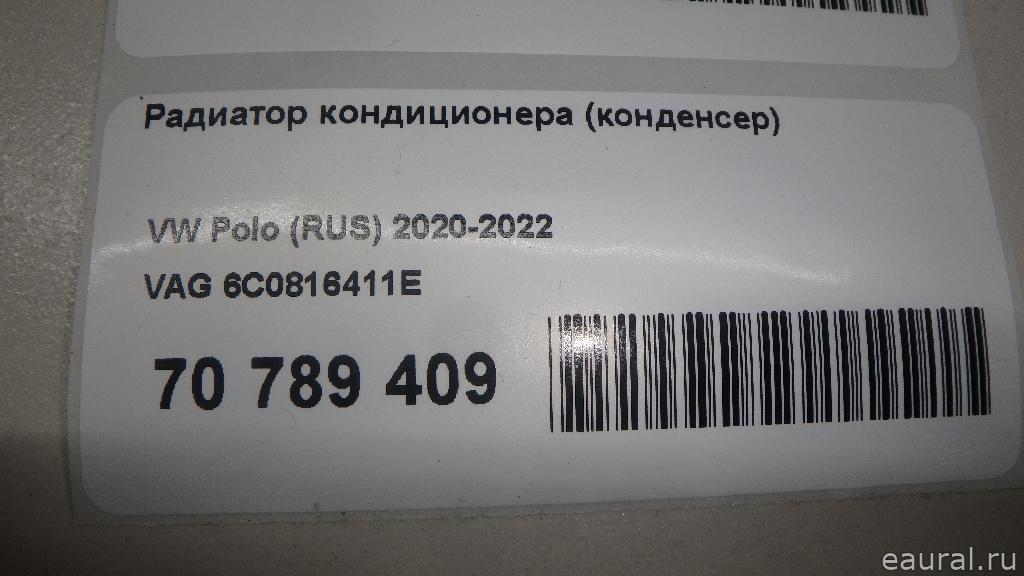 Радиатор кондиционера (конденсер)
VW Polo (RUS) 2020-2022
VAG 6C0816411E
70 789 409
eaural.ru